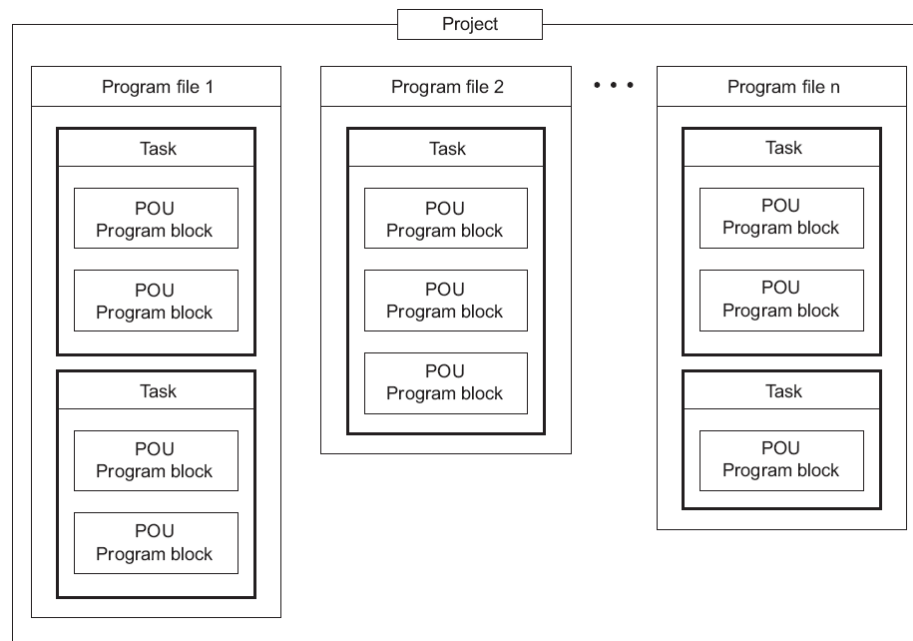 Project
Program file 1
Task
POU
Program block
POU
Program block
Task
POU
Program block
POU
Program block
Program file 2
Task
POU
Program block
POU
Program block
POU
Program block
• • •
Program file n
Task
POU
Program block
POU
Program block
Task
POU
Program block